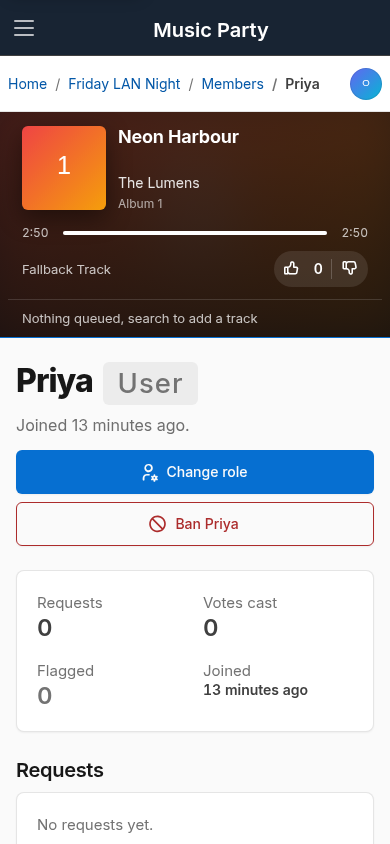 Music Party
Home / Friday LAN Night / Members / Priya
1
Neon Harbour
The Lumens
Album 1
2:50 2:50
Fallback Track 0
Nothing queued, search to add a track
Priya User
Joined 13 minutes ago.
Change role
Ban Priya
Requests Votes cast
0 0
Flagged Joined
0 13 minutes ago
Requests
No requests yet.